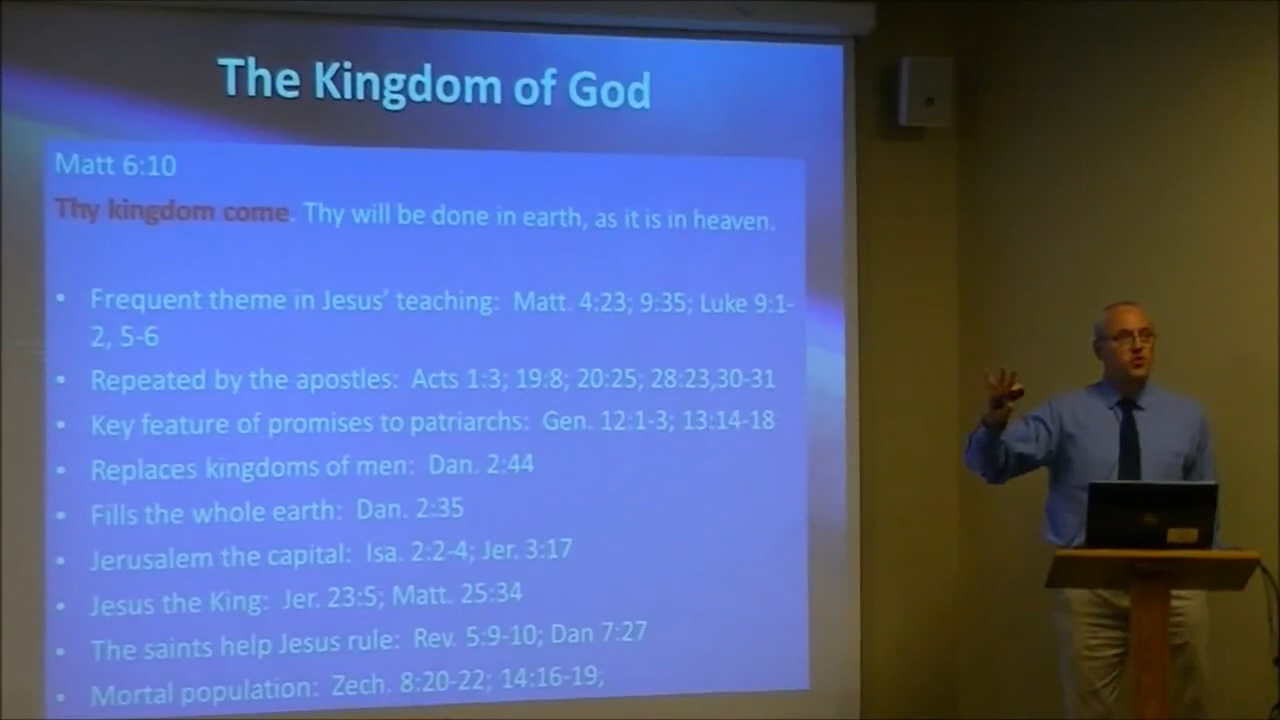 The Kingdom of God
Matt 6:10
Thy kingdom come. Thy will be done in earth, as it is in heaven.
• Frequent theme in Jesus’ teaching: Matt. 4:23; 9:35; Luke 9:1-
2, 5-6
• Repeated by the apostles: Acts 1:3; 19:8; 20:25, 28:23,30-31
• Key feature of promises to patriarchs: Gen. 12:1-3; 13:14-18
• Replaces kingdoms of men: Dan. 2:44
• Fills the whole earth: Dan. 2:35
• Jerusalem the capital: Isa. 2:2-4; Jer. 3:17
• Jesus the King: Jer. 23:5; Matt. 25:34
• The saints help Jesus rule: Rev. 5:9-10; Dan 7:27
• Mortal population: Zech. 8:20-22; 14:16-19;